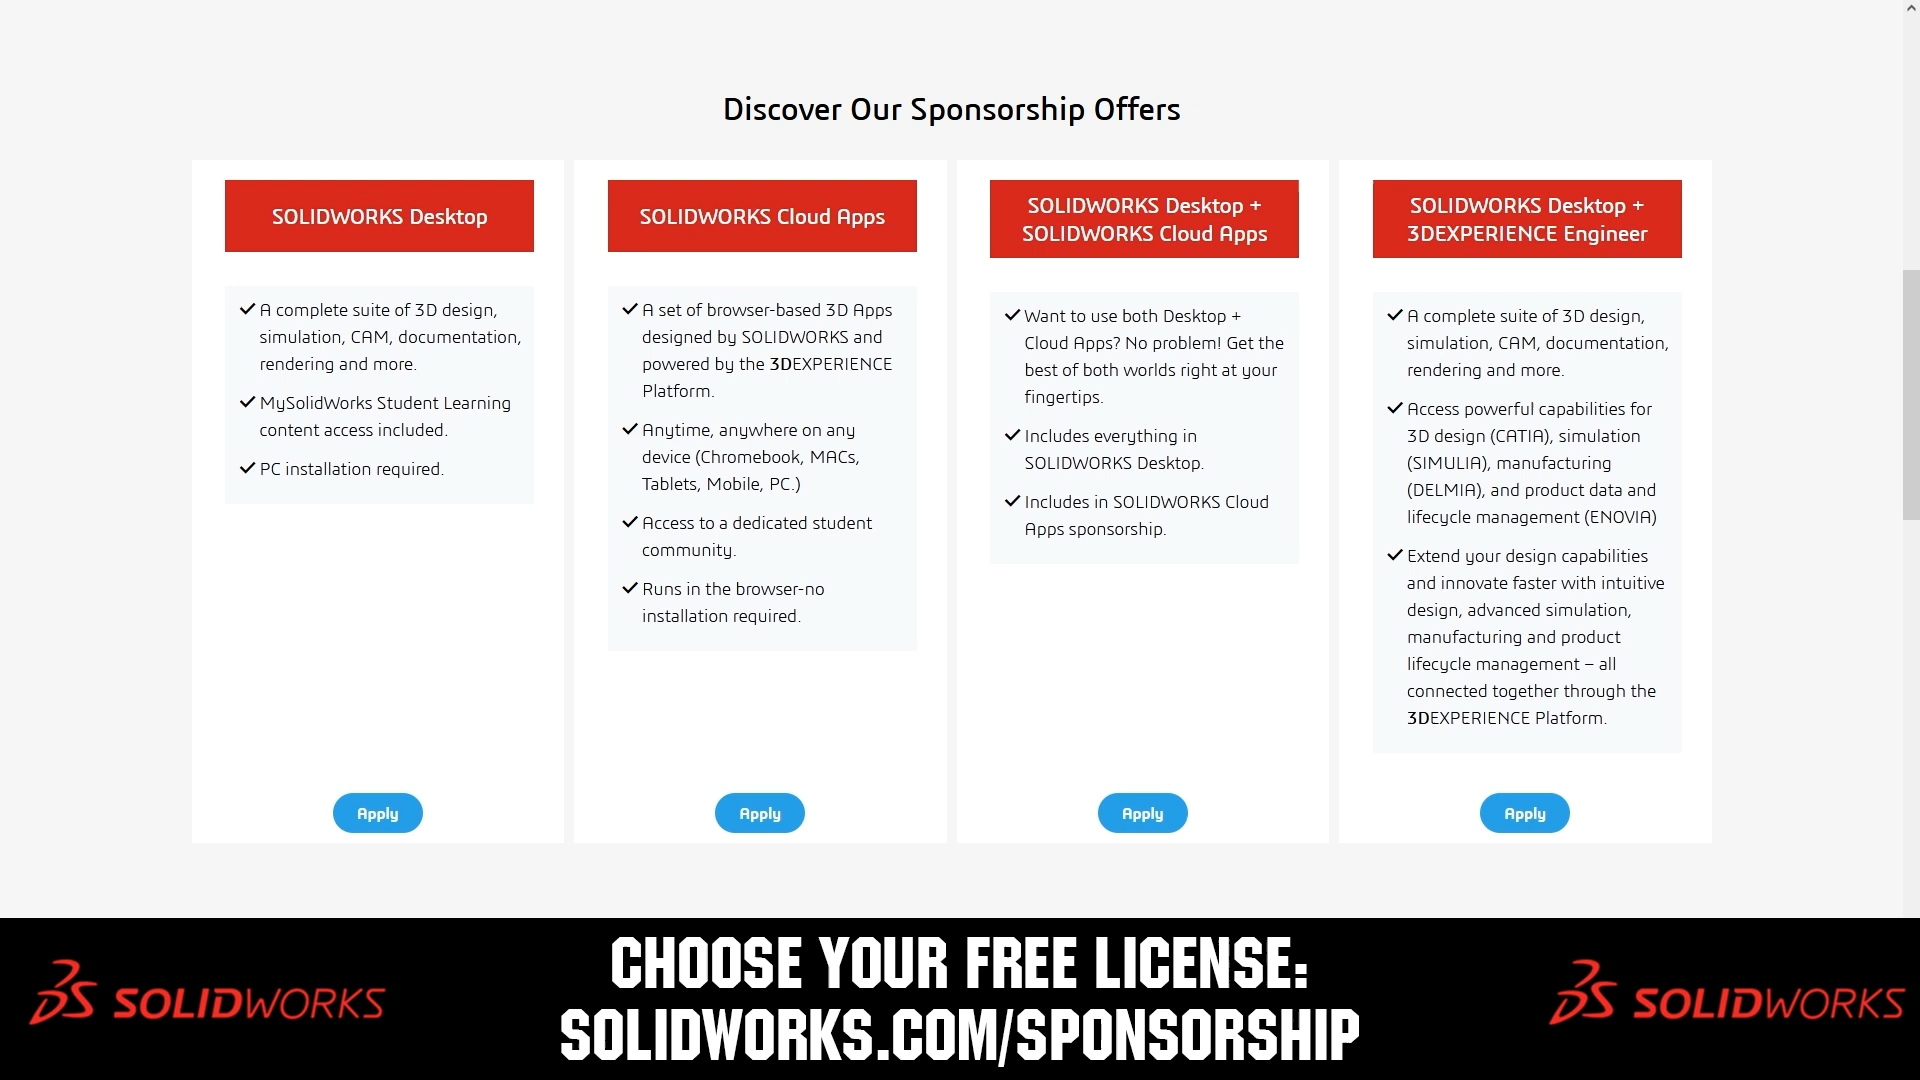 Discover Our Sponsorship Offers
SOLIDWORKS Desktop
A complete suite of 3D design,
simulation, CAM, documentation,
rendering and more.
MySolidWorks Student Learning
content access included.
PC installation required.
Apply
SOLIDWORKS Cloud Apps
A set of browser-based 3D Apps
designed by SOLIDWORKS and
powered by the 3DEXPERIENCE
Platform.
Anytime, anywhere on any
device (Chromebook, MACs,
Tablets, Mobile, PC.)
Access to a dedicated student
community.
Runs in the browser-no
installation required.
Apply
SOLIDWORKS Desktop +
SOLIDWORKS Cloud Apps
Want to use both Desktop +
Cloud Apps? No problem! Get the
best of both worlds right at your
fingertips.
Includes everything in
SOLIDWORKS Desktop.
Includes in SOLIDWORKS Cloud
Apps sponsorship.
Apply
SOLIDWORKS Desktop +
3DEXPERIENCE Engineer
A complete suite of 3D design,
simulation, CAM, documentation,
rendering and more.
Access powerful capabilities for
3D design (CATIA), simulation
(SIMULIA), manufacturing
(DELMIA), and product data and
lifecycle management (ENOVIA)
Extend your design capabilities
and innovate faster with intuitive
design, advanced simulation,
manufacturing and product
lifecycle management – all
connected together through the
3DEXPERIENCE Platform.
Apply
SOLIDWORKS
CHOOSE YOUR FREE LICENSE:
SOLIDWORKS.COM/SPONSORSHIP
SOLIDWORKS